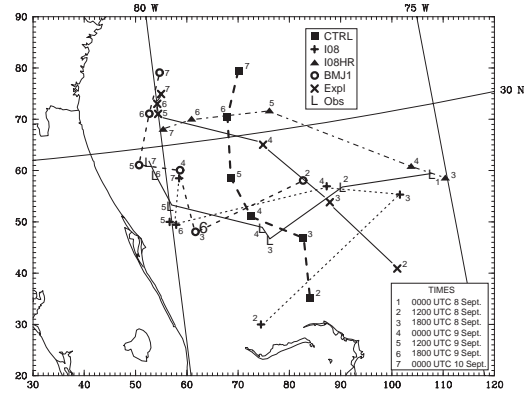 80 W
75 W
90
80
70
60
50
40
30
20
30
40
50
60
70
80
90
100
110
120
30 N
CTRL
I08
I08HR
BMJ1
Expl
L Obs
TIMES
1 0000 UTC 8 Sept.
2 1200 UTC 8 Sept.
3 1800 UTC 8 Sept.
4 0000 UTC 9 Sept.
5 1200 UTC 9 Sept.
6 1800 UTC 9 Sept.
7 0000 UTC 10 Sept.